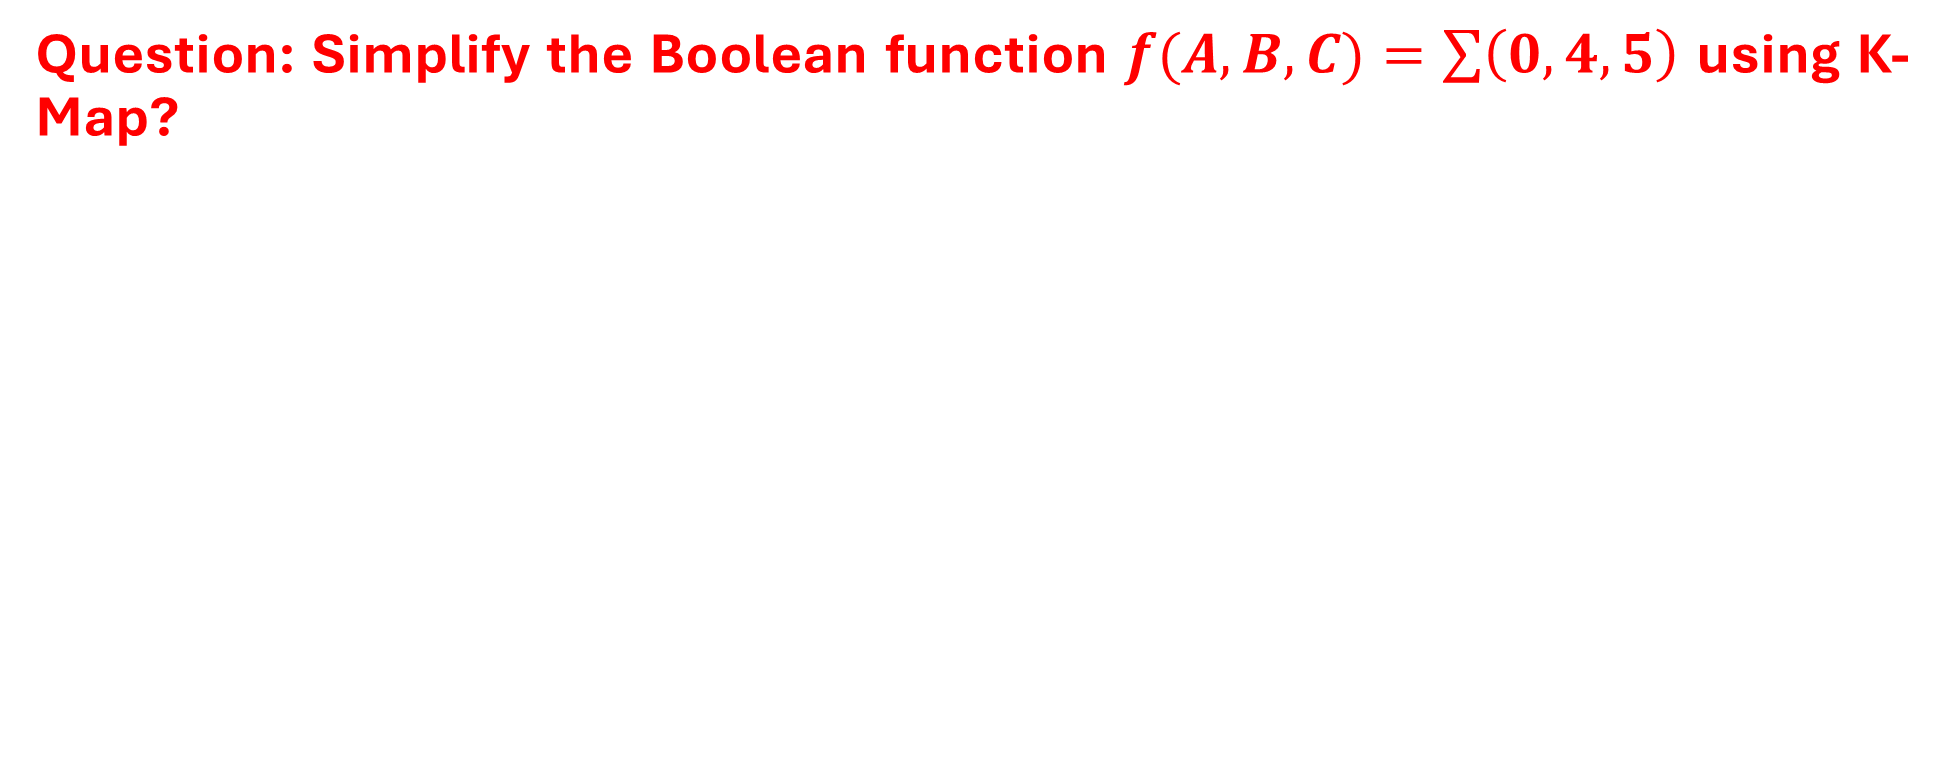 Question: Simplify the Boolean function f(A, B, C) = ∑(0, 4, 5) using K-
Map?